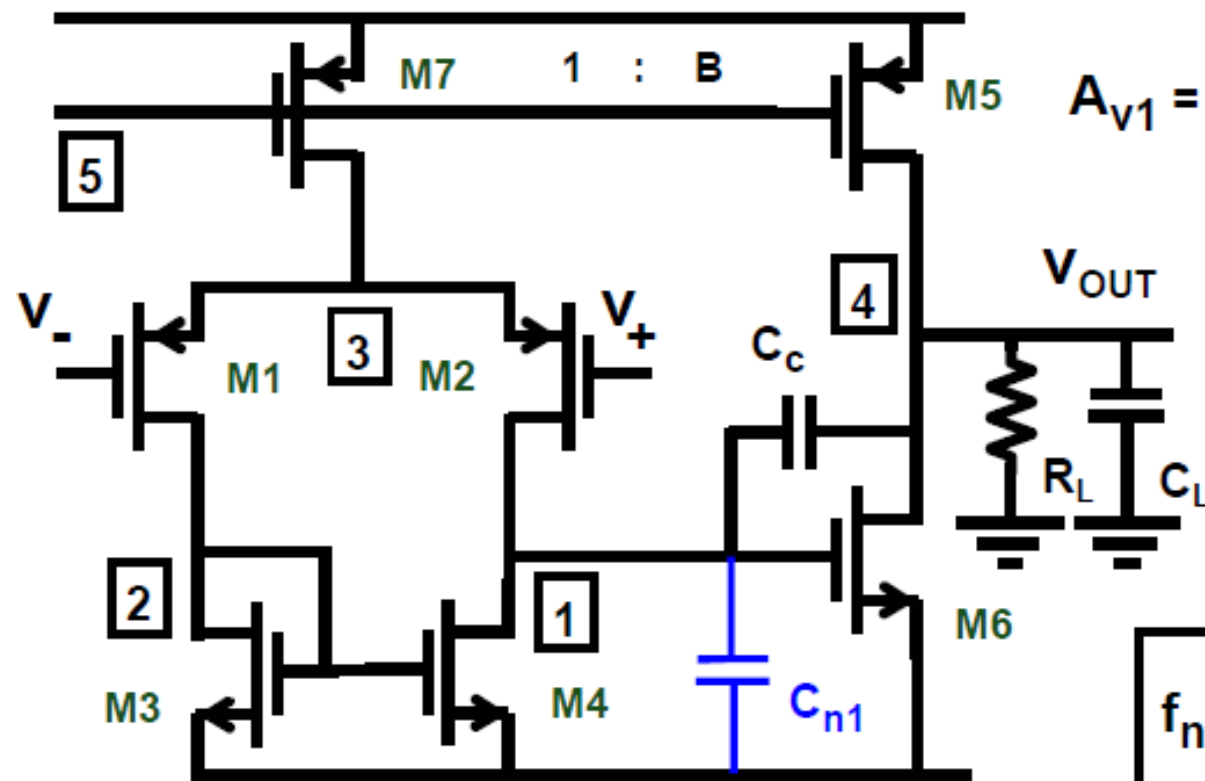 M7 1 : B
M5
A_v1 =
5
V_-
V_+
3
4
V_OUT
M1
M2
C_c
R_L
C_L
2
1
M6
M3
M4
C_n1
f_n